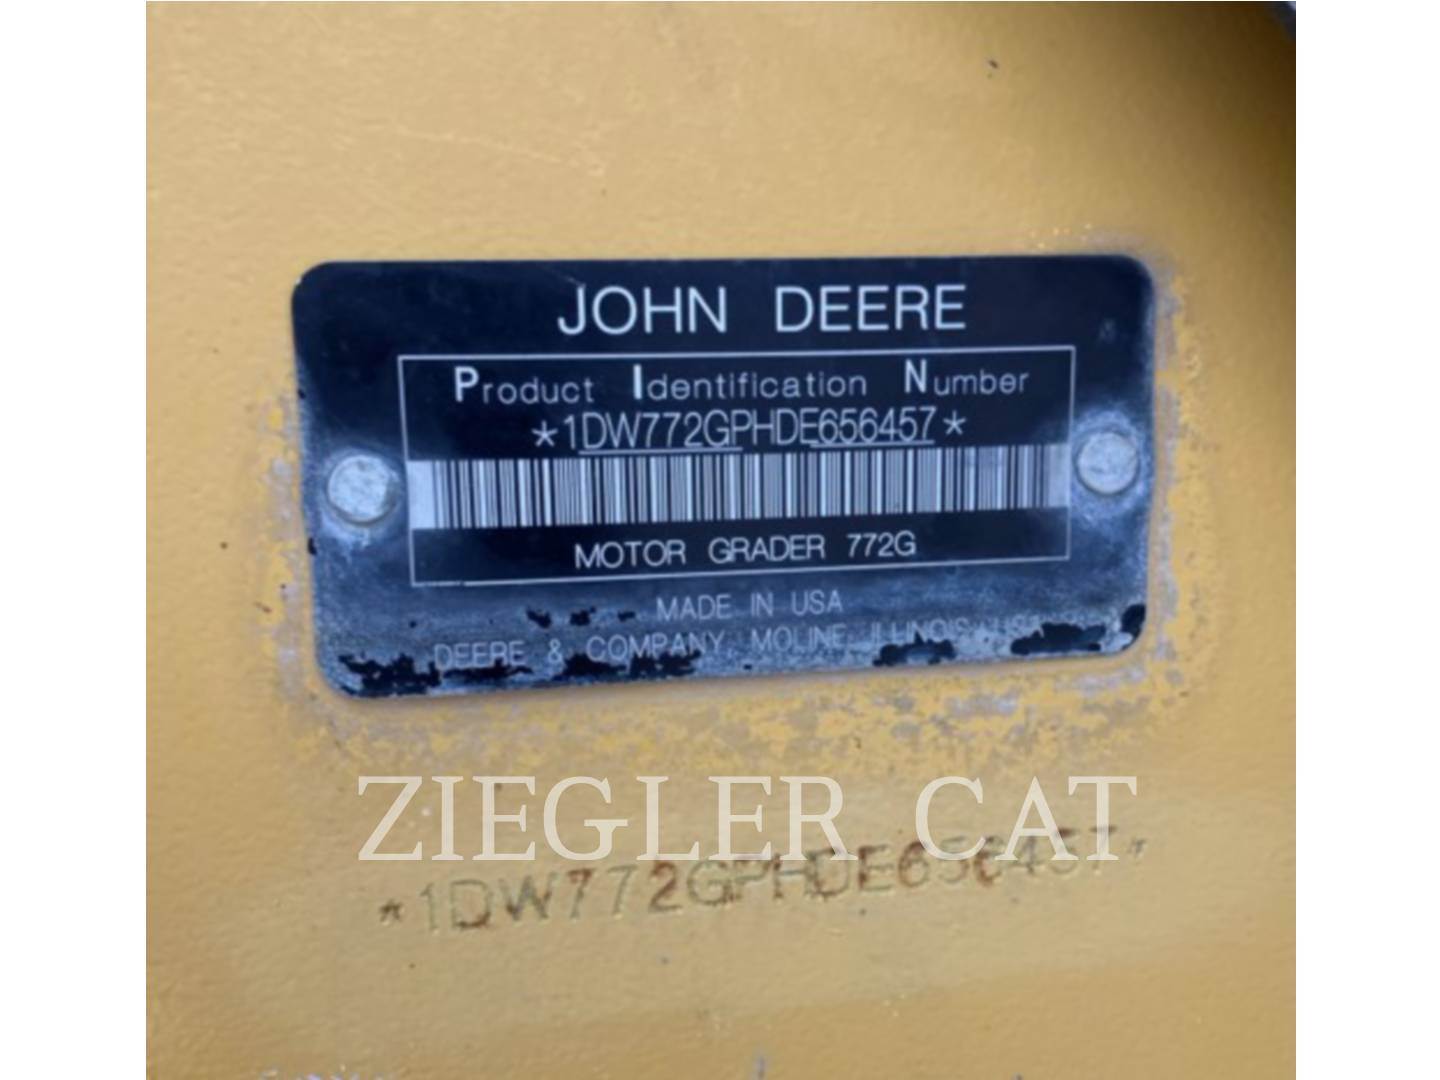 JOHN DEERE
Product Identification Number
*1DW772GPHDE656457*
MOTOR GRADER 772G
MADE IN USA
DEERE & COMPANY, MOLINE, ILLINOIS, USA
ZIEGLER CAT
*1DW772GPHDE656457*